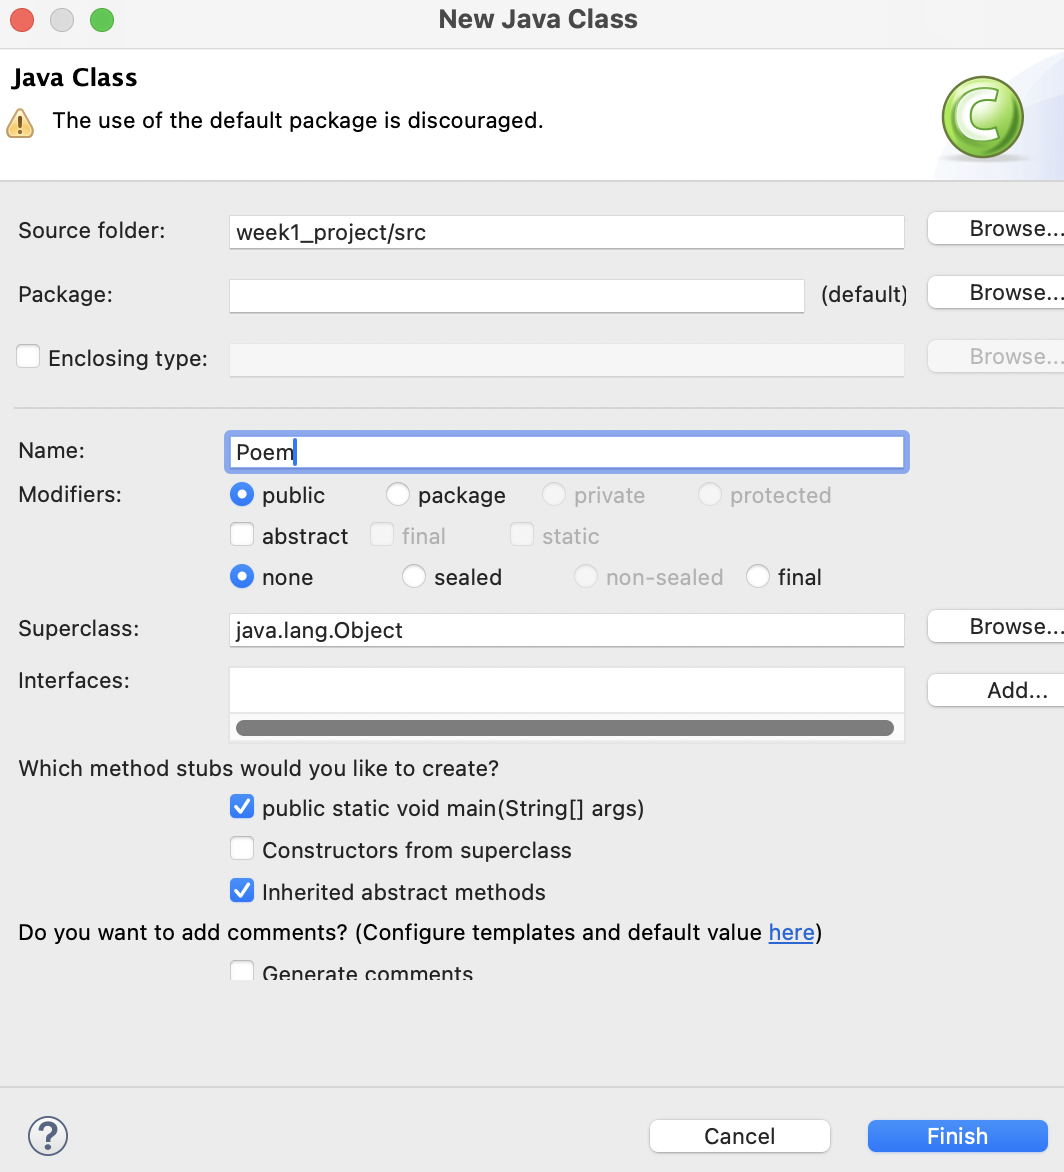 New Java Class
Java Class
The use of the default package is discouraged.
Source folder: week1_project/src Browse...
Package: (default) Browse...
Enclosing type: Browse...
Name: Poem
Modifiers: public package private protected
abstract final static
none sealed non-sealed final
Superclass: java.lang.Object Browse...
Interfaces: Add...
Which method stubs would you like to create?
public static void main(String[] args)
Constructors from superclass
Inherited abstract methods
Do you want to add comments? (Configure templates and default value here)
Generate comments
? Cancel Finish